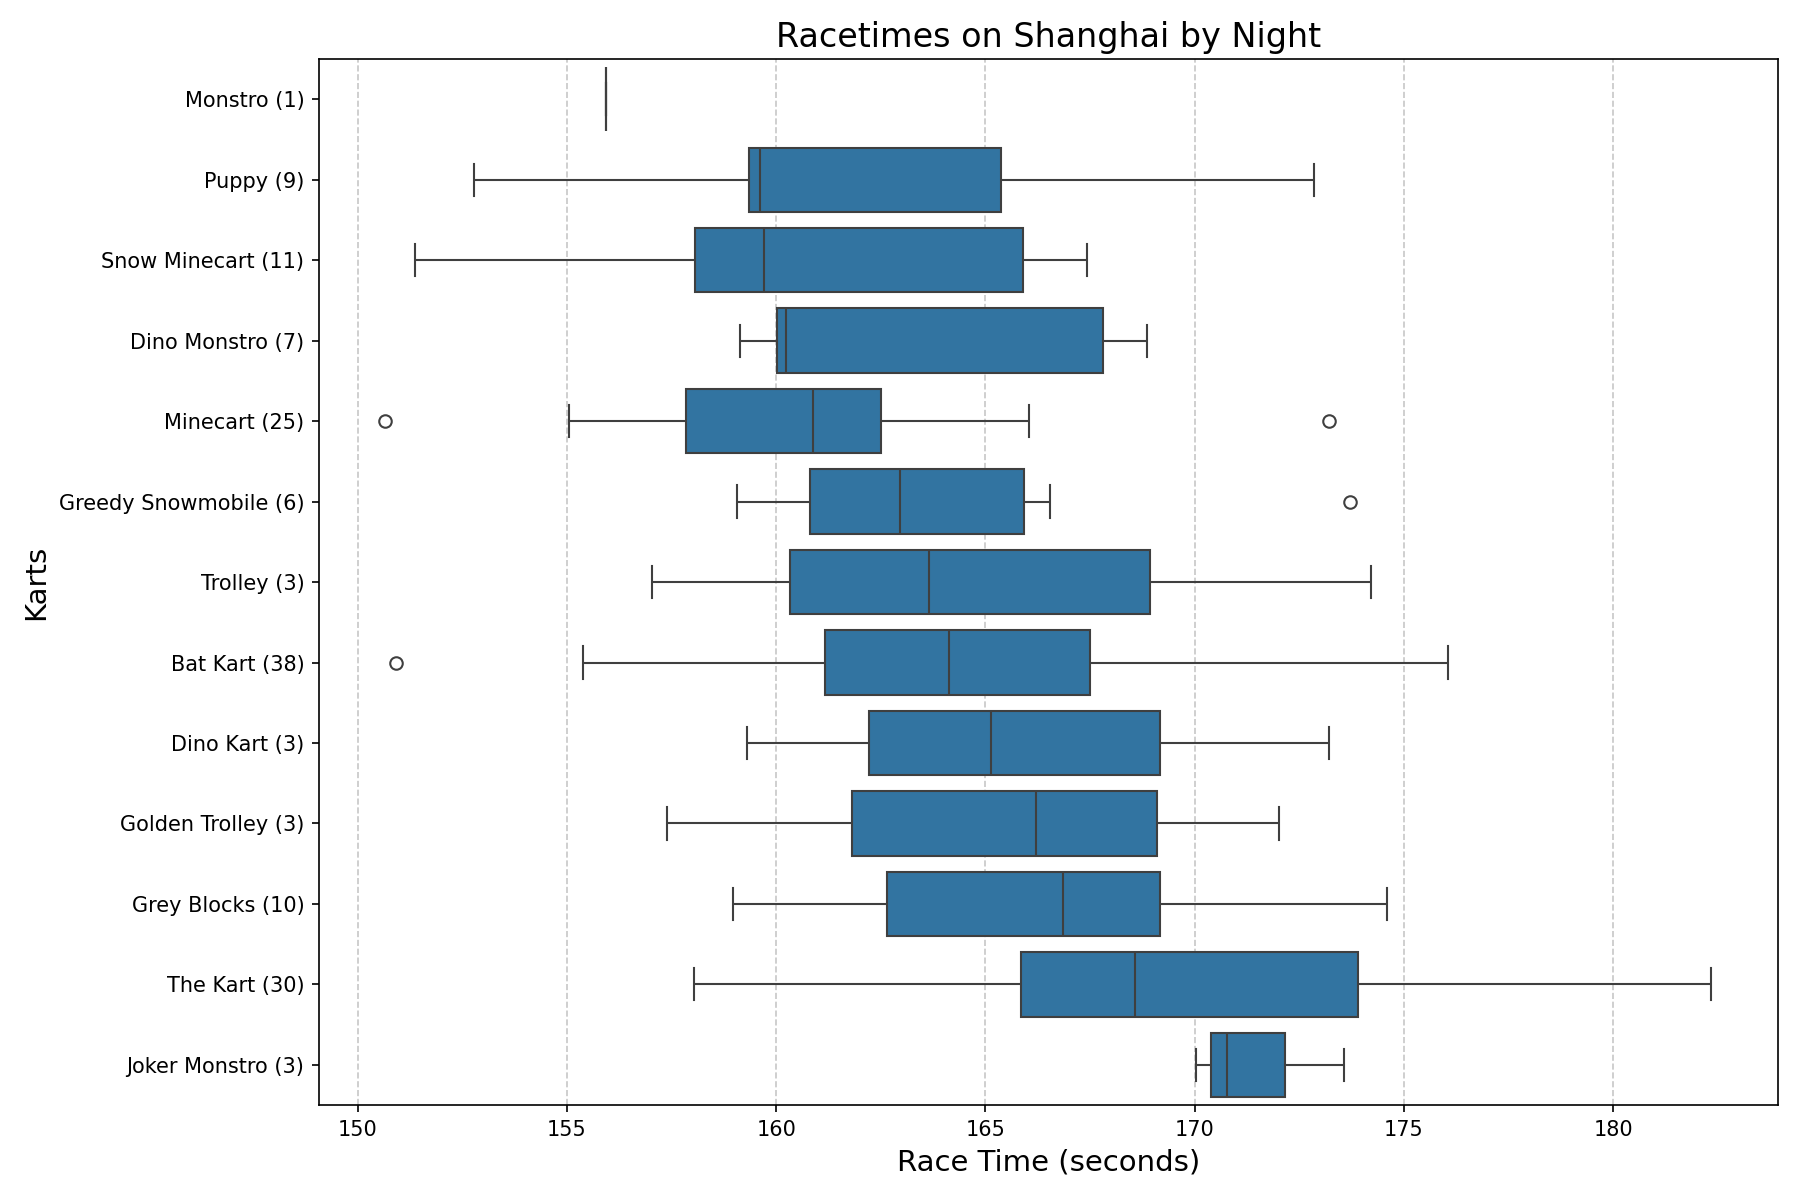 Racetimes on Shanghai by Night
Monstro (1)
Puppy (9)
Snow Minecart (11)
Dino Monstro (7)
Minecart (25)
Greedy Snowmobile (6)
Trolley (3)
Bat Kart (38)
Dino Kart (3)
Golden Trolley (3)
Grey Blocks (10)
The Kart (30)
Joker Monstro (3)
Karts
150 155 160 165 170 175 180
Race Time (seconds)